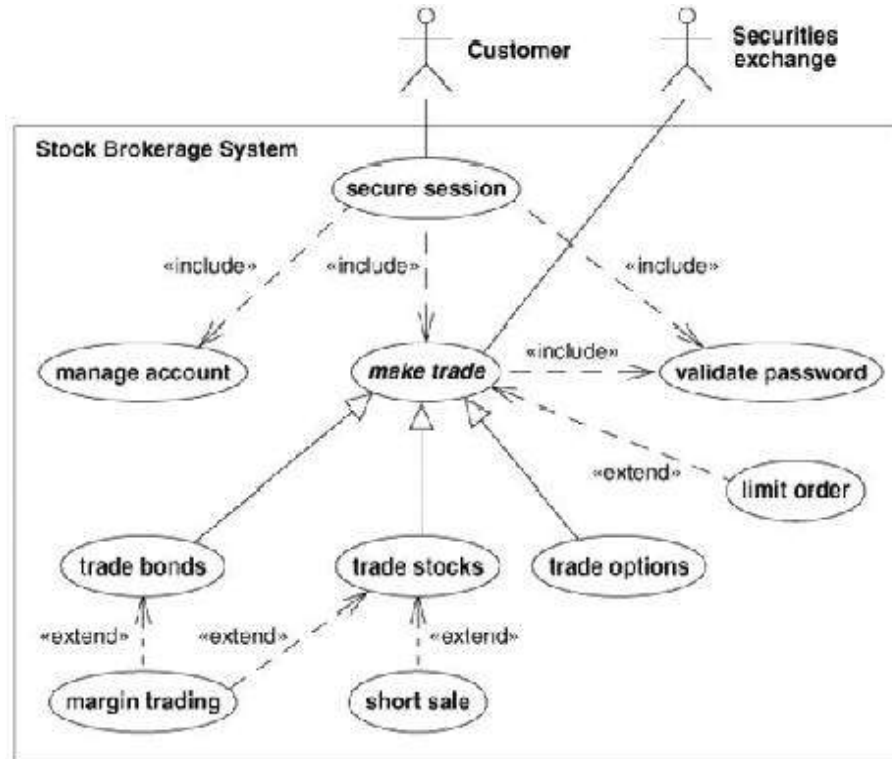 Customer
Securities
exchange
Stock Brokerage System
secure session
«include»
«include»
«include»
manage account
make trade
«include»
validate password
«extend»
limit order
trade bonds
trade stocks
trade options
«extend»
«extend»
«extend»
margin trading
short sale